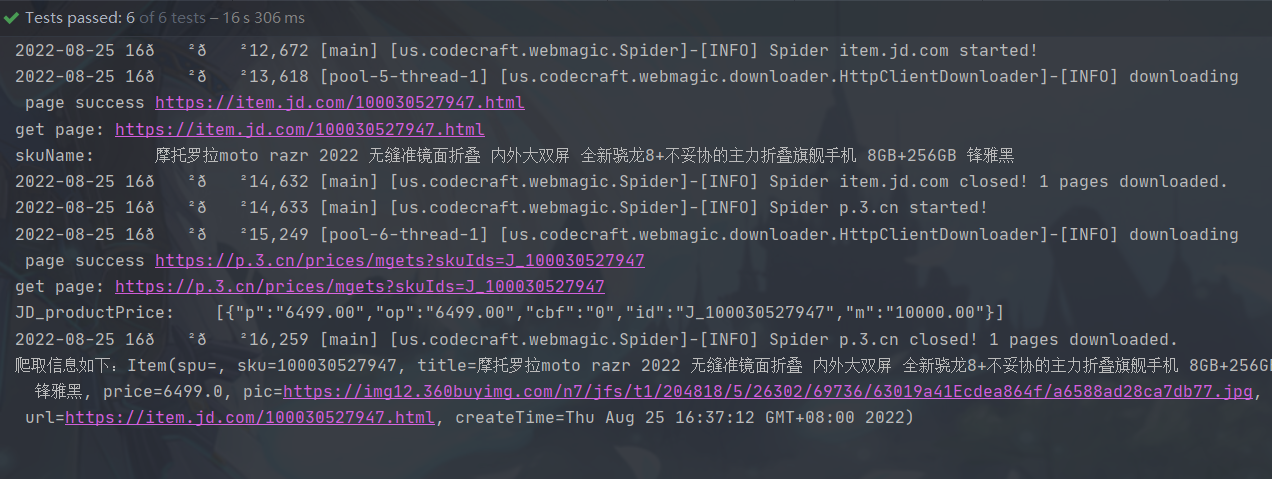 Tests passed: 6 of 6 tests – 16 s 306 ms
2022-08-25 16ð ²ð ²12,672 [main] [us.codecraft.webmagic.Spider]-[INFO] Spider item.jd.com started!
2022-08-25 16ð ²ð ²13,618 [pool-5-thread-1] [us.codecraft.webmagic.downloader.HttpClientDownloader]-[INFO] downloading
page success https://item.jd.com/100030527947.html
get page: https://item.jd.com/100030527947.html
skuName: 摩托罗拉moto razr 2022 无缝准镜面折叠 内外大双屏 全新骁龙8+不妥协的主力折叠旗舰手机 8GB+256GB 锋雅黑
2022-08-25 16ð ²ð ²14,632 [main] [us.codecraft.webmagic.Spider]-[INFO] Spider item.jd.com closed! 1 pages downloaded.
2022-08-25 16ð ²ð ²14,633 [main] [us.codecraft.webmagic.Spider]-[INFO] Spider p.3.cn started!
2022-08-25 16ð ²ð ²15,249 [pool-6-thread-1] [us.codecraft.webmagic.downloader.HttpClientDownloader]-[INFO] downloading
page success https://p.3.cn/prices/mgets?skuIds=J_100030527947
get page: https://p.3.cn/prices/mgets?skuIds=J_100030527947
JD_productPrice: [{"p":"6499.00","op":"6499.00","cbf":"0","id":"J_100030527947","m":"10000.00"}]
2022-08-25 16ð ²ð ²16,259 [main] [us.codecraft.webmagic.Spider]-[INFO] Spider p.3.cn closed! 1 pages downloaded.
爬取信息如下：Item(spu=, sku=100030527947, title=摩托罗拉moto razr 2022 无缝准镜面折叠 内外大双屏 全新骁龙8+不妥协的主力折叠旗舰手机 8GB+256GB
锋雅黑, price=6499.0, pic=https://img12.360buyimg.com/n7/jfs/t1/204818/5/26302/69736/63019a41Ecdea864f/a6588ad28ca7db77.jpg,
url=https://item.jd.com/100030527947.html, createTime=Thu Aug 25 16:37:12 GMT+08:00 2022)